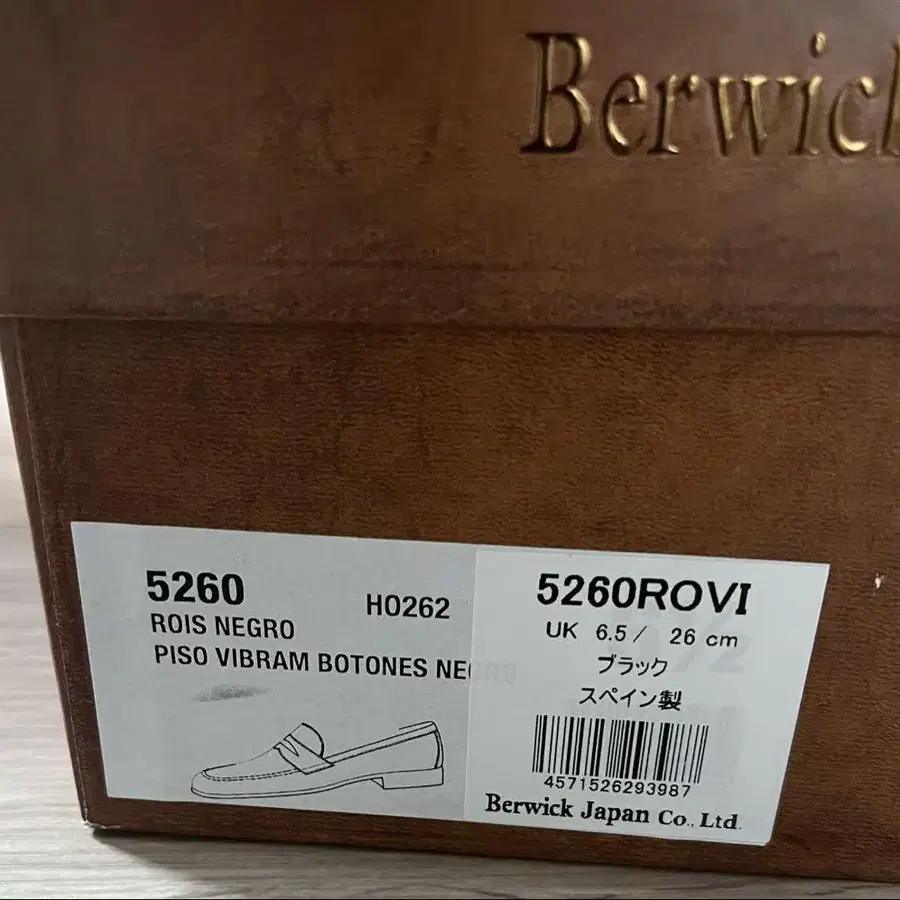 Berwick
5260
HO262
ROIS NEGRO
PISO VIBRAM BOTONES NEGRO
5260ROVI
UK 6.5 / 26 cm
ブラック
スペイン製
4571526293987
Berwick Japan Co., Ltd.